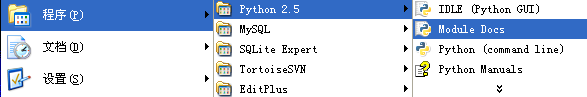 程序(P)
文档(D)
设置(S)
Python 2.5
MySQL
SQLite Expert
TortoiseSVN
EditPlus
IDLE (Python GUI)
Module Docs
Python (command line)
Python Manuals